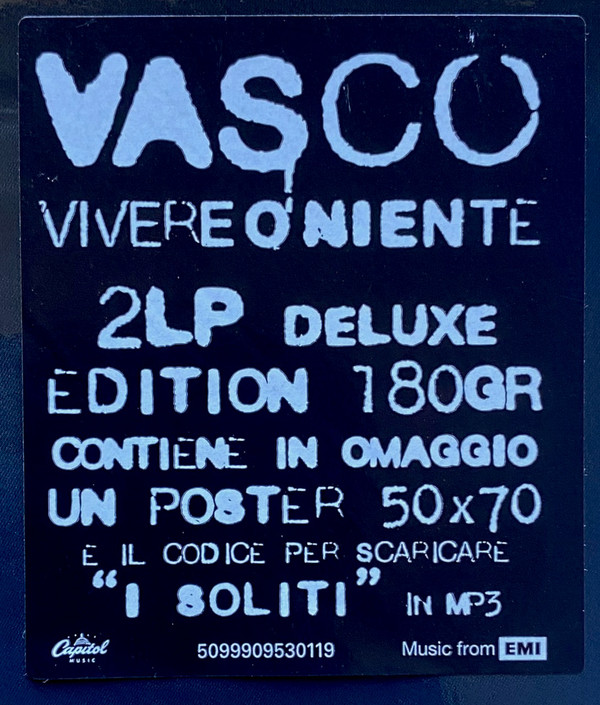 VASCO
VIVERE O NIENTE
2LP DELUXE
EDITION 180GR
CONTIENE IN OMAGGIO
UN POSTER 50x70
E IL CODICE PER SCARICARE
“I SOLITI” IN MP3
Capitol
MUSIC
5099909530119
Music from EMI